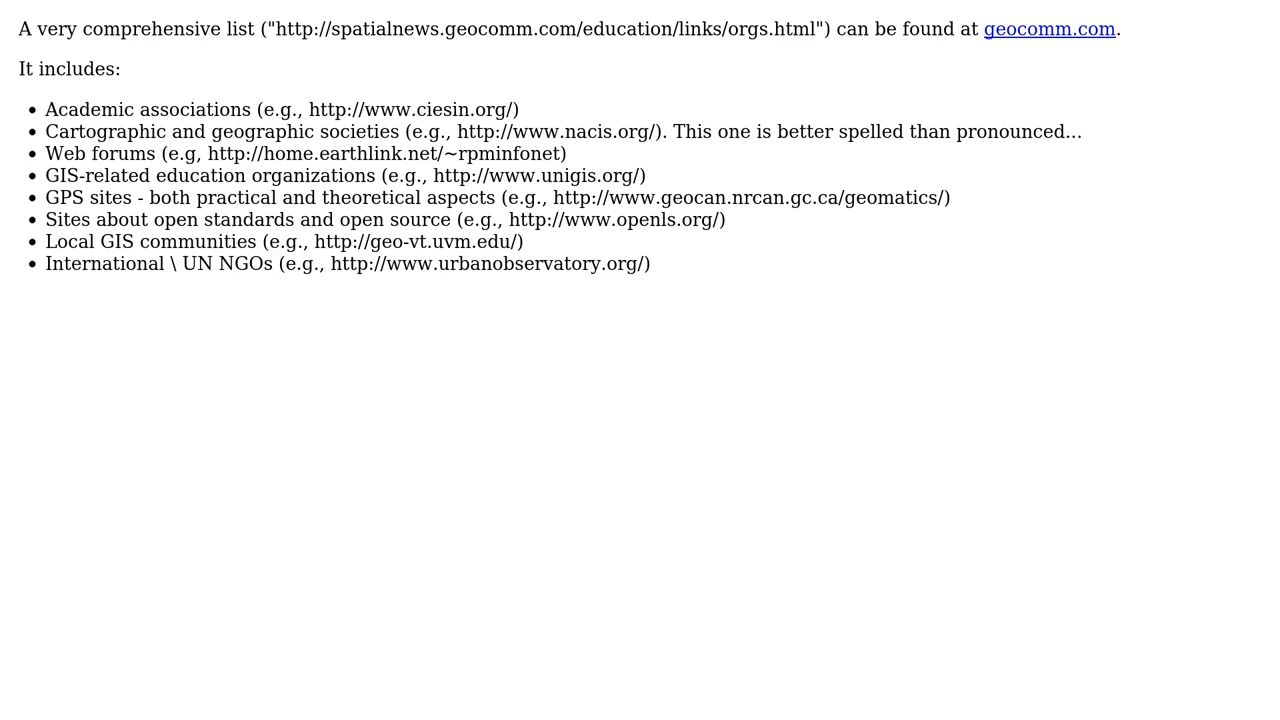 A very comprehensive list ("http://spatialnews.geocomm.com/education/links/orgs.html") can be found at geocomm.com.
It includes:
• Academic associations (e.g., http://www.ciesin.org/)
• Cartographic and geographic societies (e.g., http://www.nacis.org/). This one is better spelled than pronounced...
• Web forums (e.g, http://home.earthlink.net/~rpminfonet)
• GIS-related education organizations (e.g., http://www.unigis.org/)
• GPS sites - both practical and theoretical aspects (e.g., http://www.geocan.nrcan.gc.ca/geomatics/)
• Sites about open standards and open source (e.g., http://www.openls.org/)
• Local GIS communities (e.g., http://geo-vt.uvm.edu/)
• International \ UN NGOs (e.g., http://www.urbanobservatory.org/)